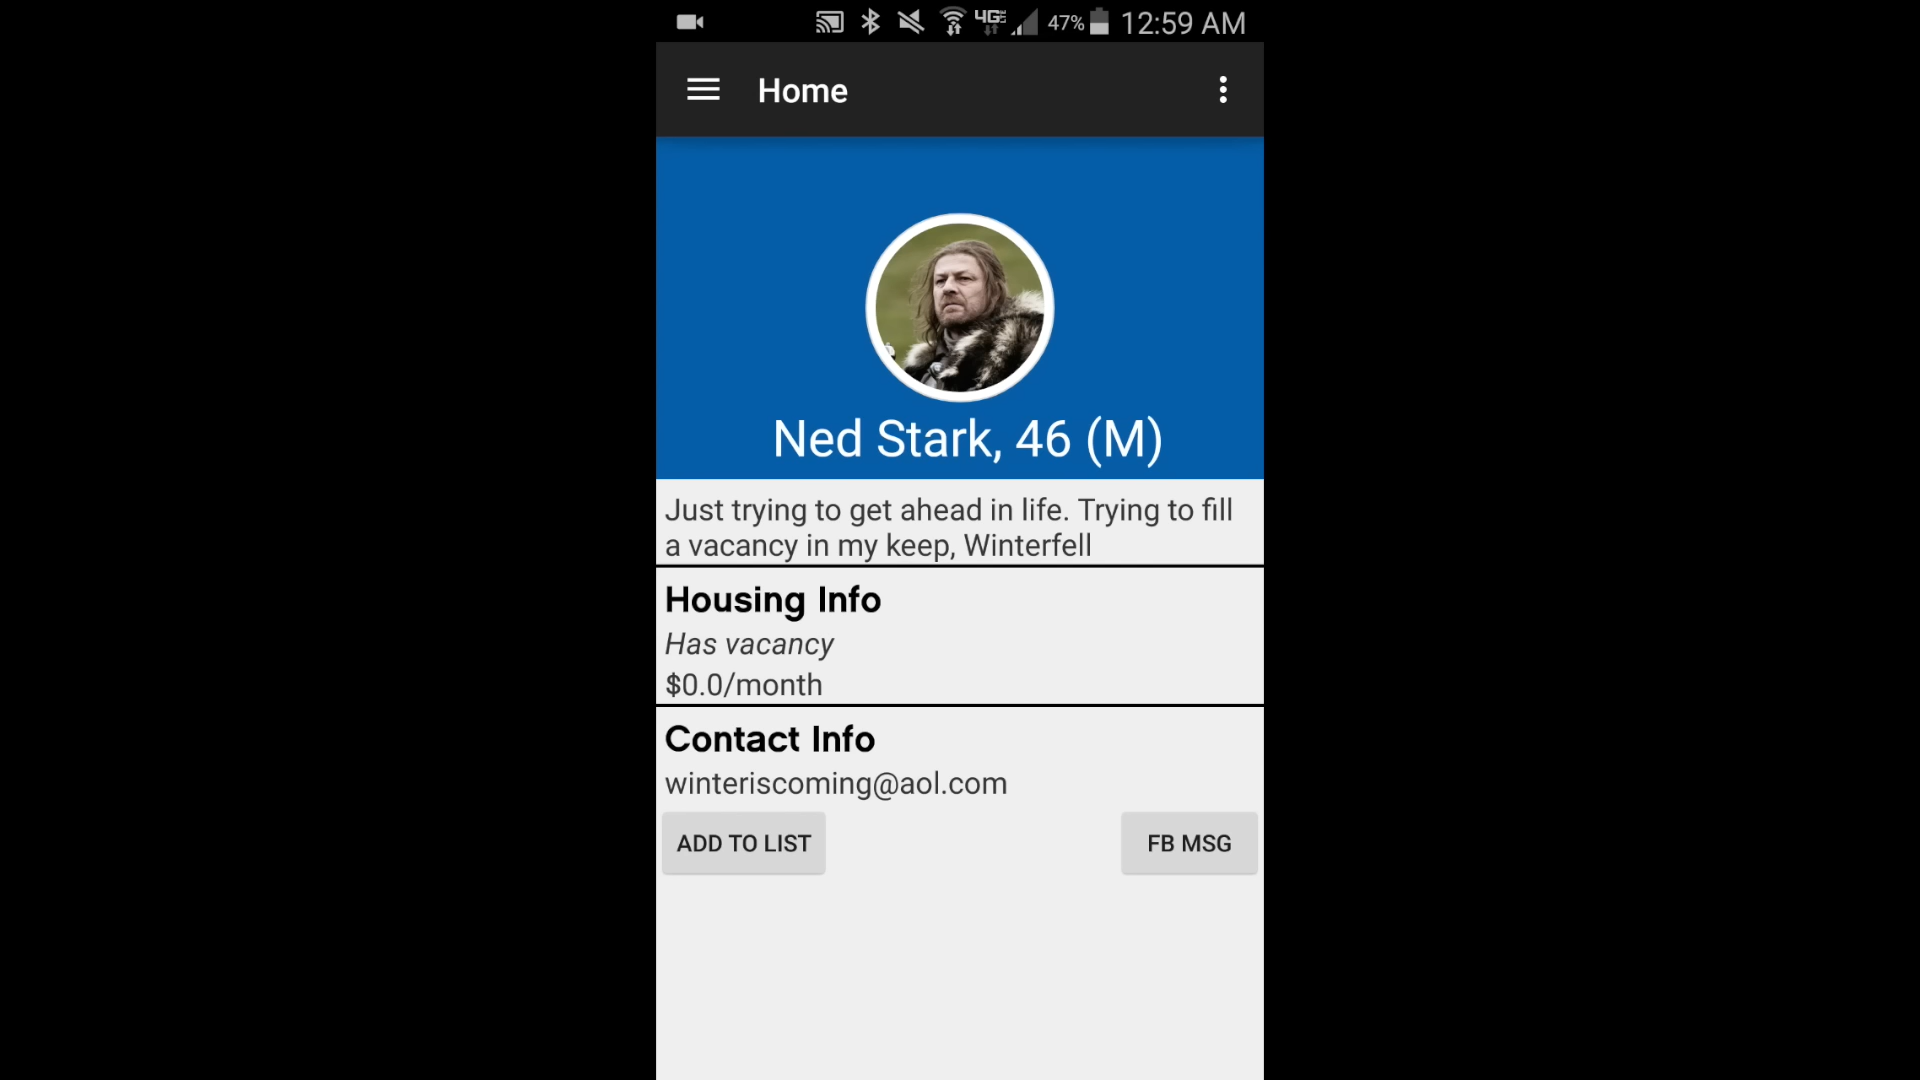 4G LTE 47% 12:59 AM
Home
Ned Stark, 46 (M)
Just trying to get ahead in life. Trying to fill
a vacancy in my keep, Winterfell
Housing Info
Has vacancy
$0.0/month
Contact Info
winteriscoming@aol.com
ADD TO LIST FB MSG